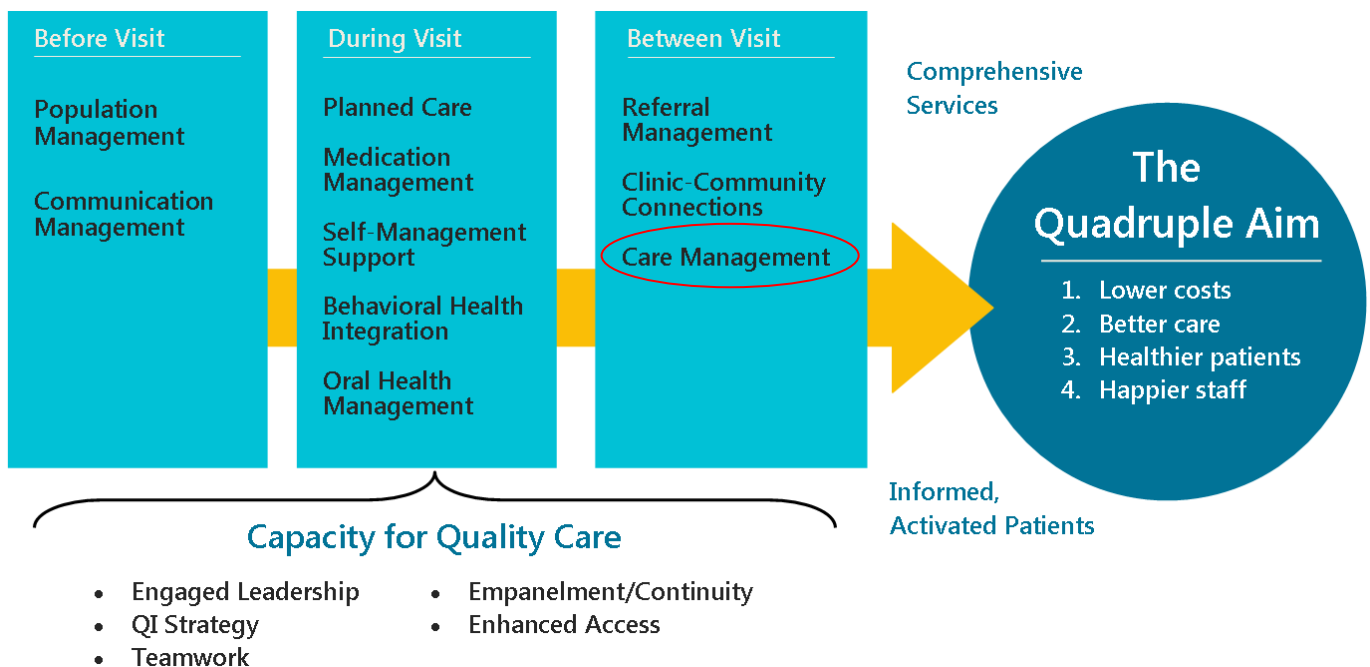 Before Visit
Population
Management
Communication
Management
During Visit
Planned Care
Medication
Management
Self-Management
Support
Behavioral Health
Integration
Oral Health
Management
Between Visit
Referral
Management
Clinic-Community
Connections
Care Management
Comprehensive
Services
The
Quadruple Aim
1. Lower costs
2. Better care
3. Healthier patients
4. Happier staff
Informed,
Activated Patients
Capacity for Quality Care
• Engaged Leadership
• QI Strategy
• Teamwork
• Empanelment/Continuity
• Enhanced Access